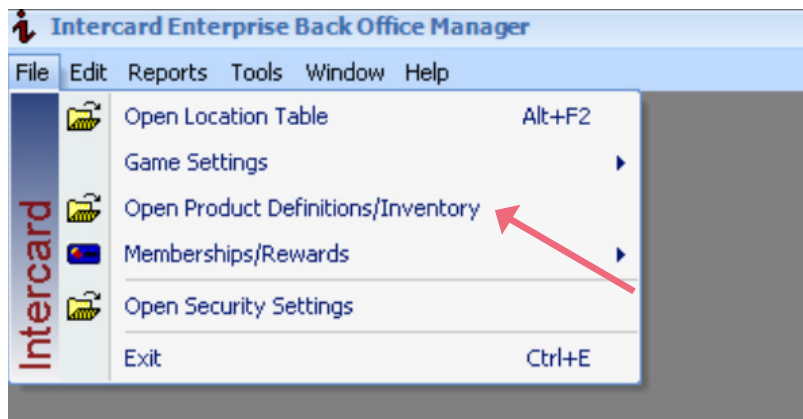 Intercard Enterprise Back Office Manager
File Edit Reports Tools Window Help
Open Location Table Alt+F2
Game Settings
Open Product Definitions/Inventory
Memberships/Rewards
Open Security Settings
Exit Ctrl+E
Intercard